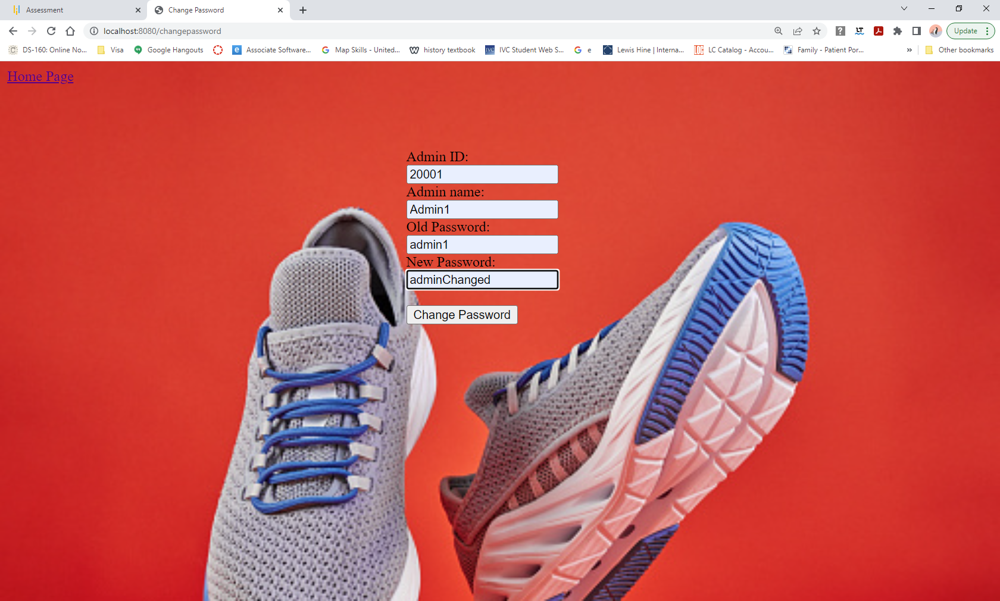 Assessment
Change Password
Update
localhost:8080/changepassword
DS-160: Online No...
Visa
Google Hangouts
Associate Software...
Map Skills - United...
history textbook
IVC Student Web S...
e
Lewis Hine | Interna...
LC Catalog - Accou...
Family - Patient Por...
»
Other bookmarks
Home Page
Admin ID:
20001
Admin name:
Admin1
Old Password:
admin1
New Password:
adminChanged
Change Password